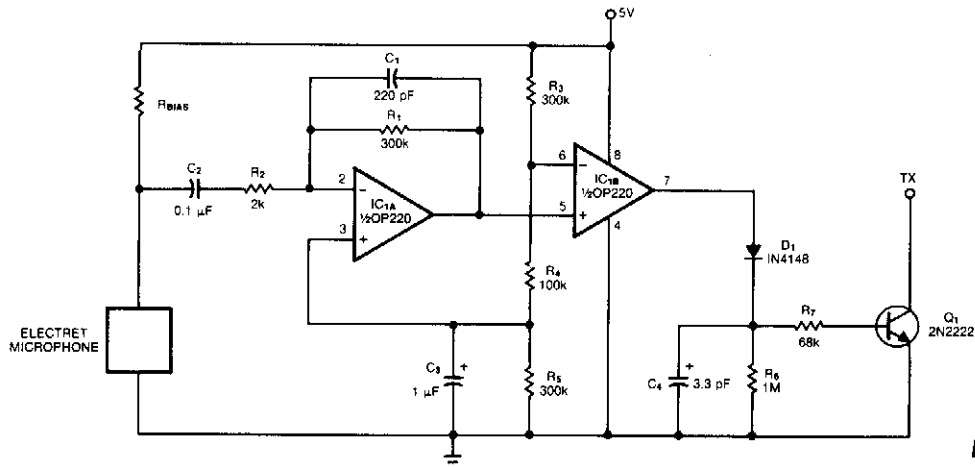 5V
C₁
220 pF
R₁
300k
R₃
300k
RBIAS
C₂
0.1 µF
R₂
2k
2
IC1A
½OP220
3
6
8
IC1B
½OP220
7
5
4
TX
D₁
IN4148
R₄
100k
R₇
68k
Q₁
2N2222
ELECTRET
MICROPHONE
C₃
1 µF
R₅
300k
C₄
3.3 pF
R₆
1M